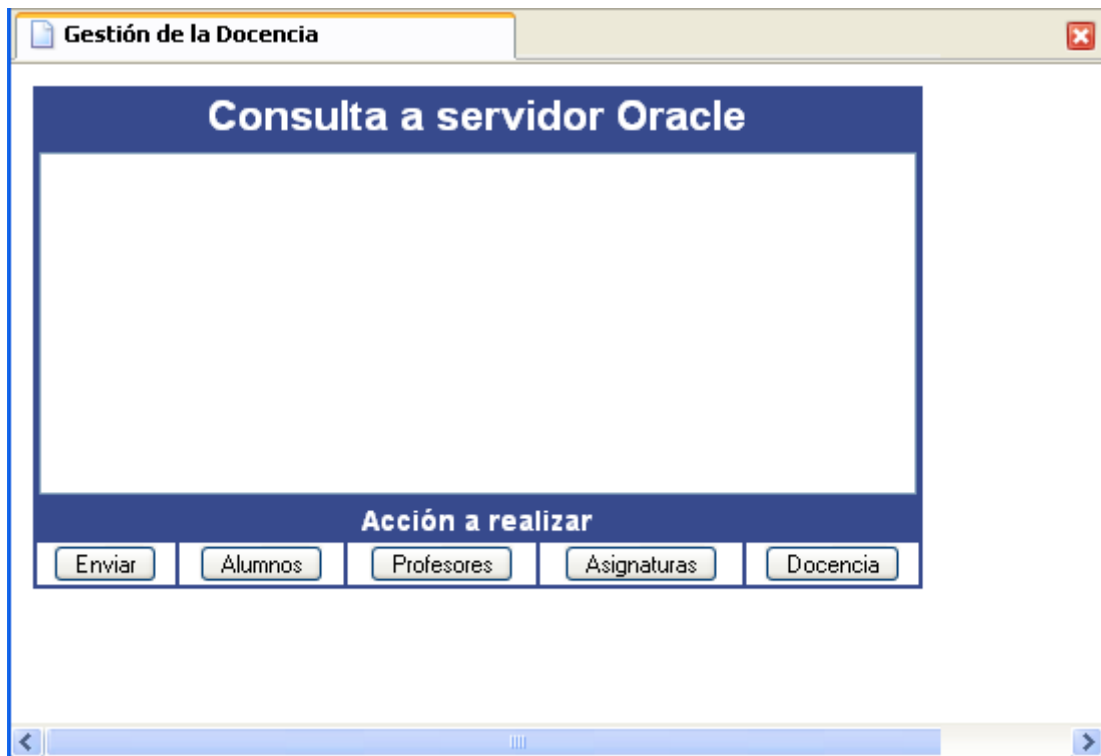 Gestión de la Docencia
Consulta a servidor Oracle
Acción a realizar
Enviar Alumnos Profesores Asignaturas Docencia